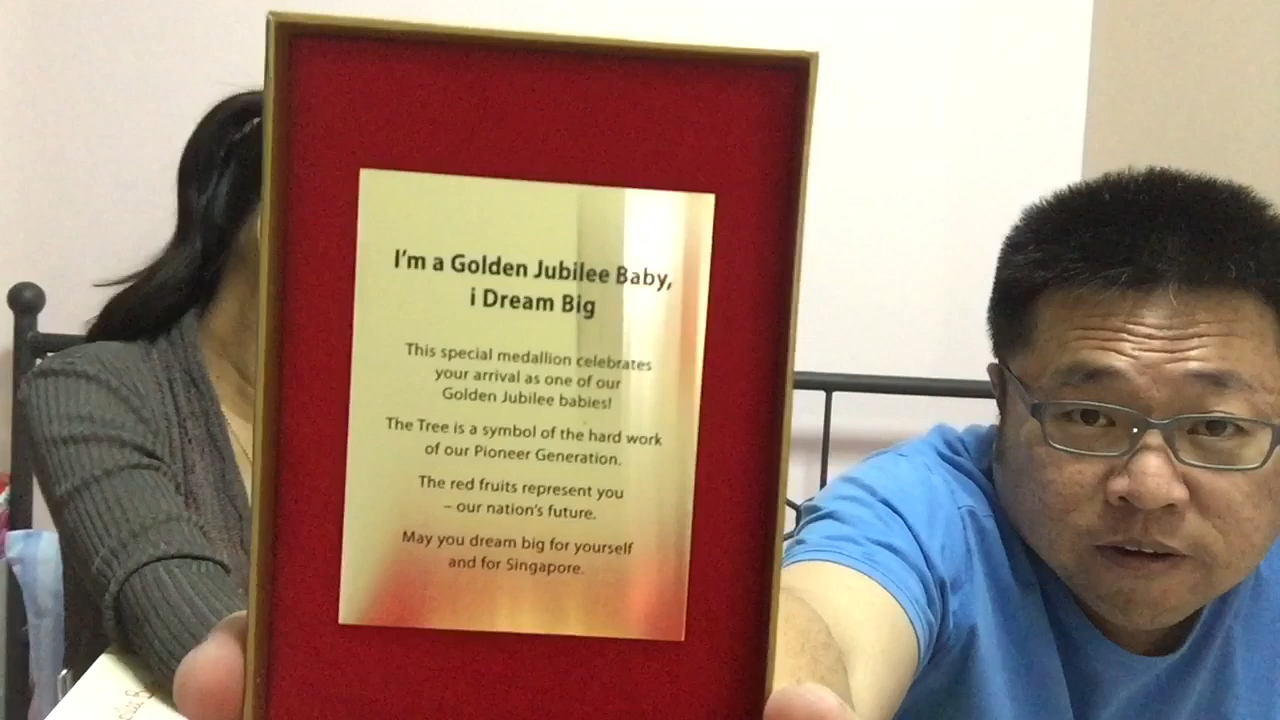 I'm a Golden Jubilee Baby,
i Dream Big
This special medallion celebrates
your arrival as one of our
Golden Jubilee babies!
The Tree is a symbol of the hard work
of our Pioneer Generation.
The red fruits represent you
– our nation's future.
May you dream big for yourself
and for Singapore.